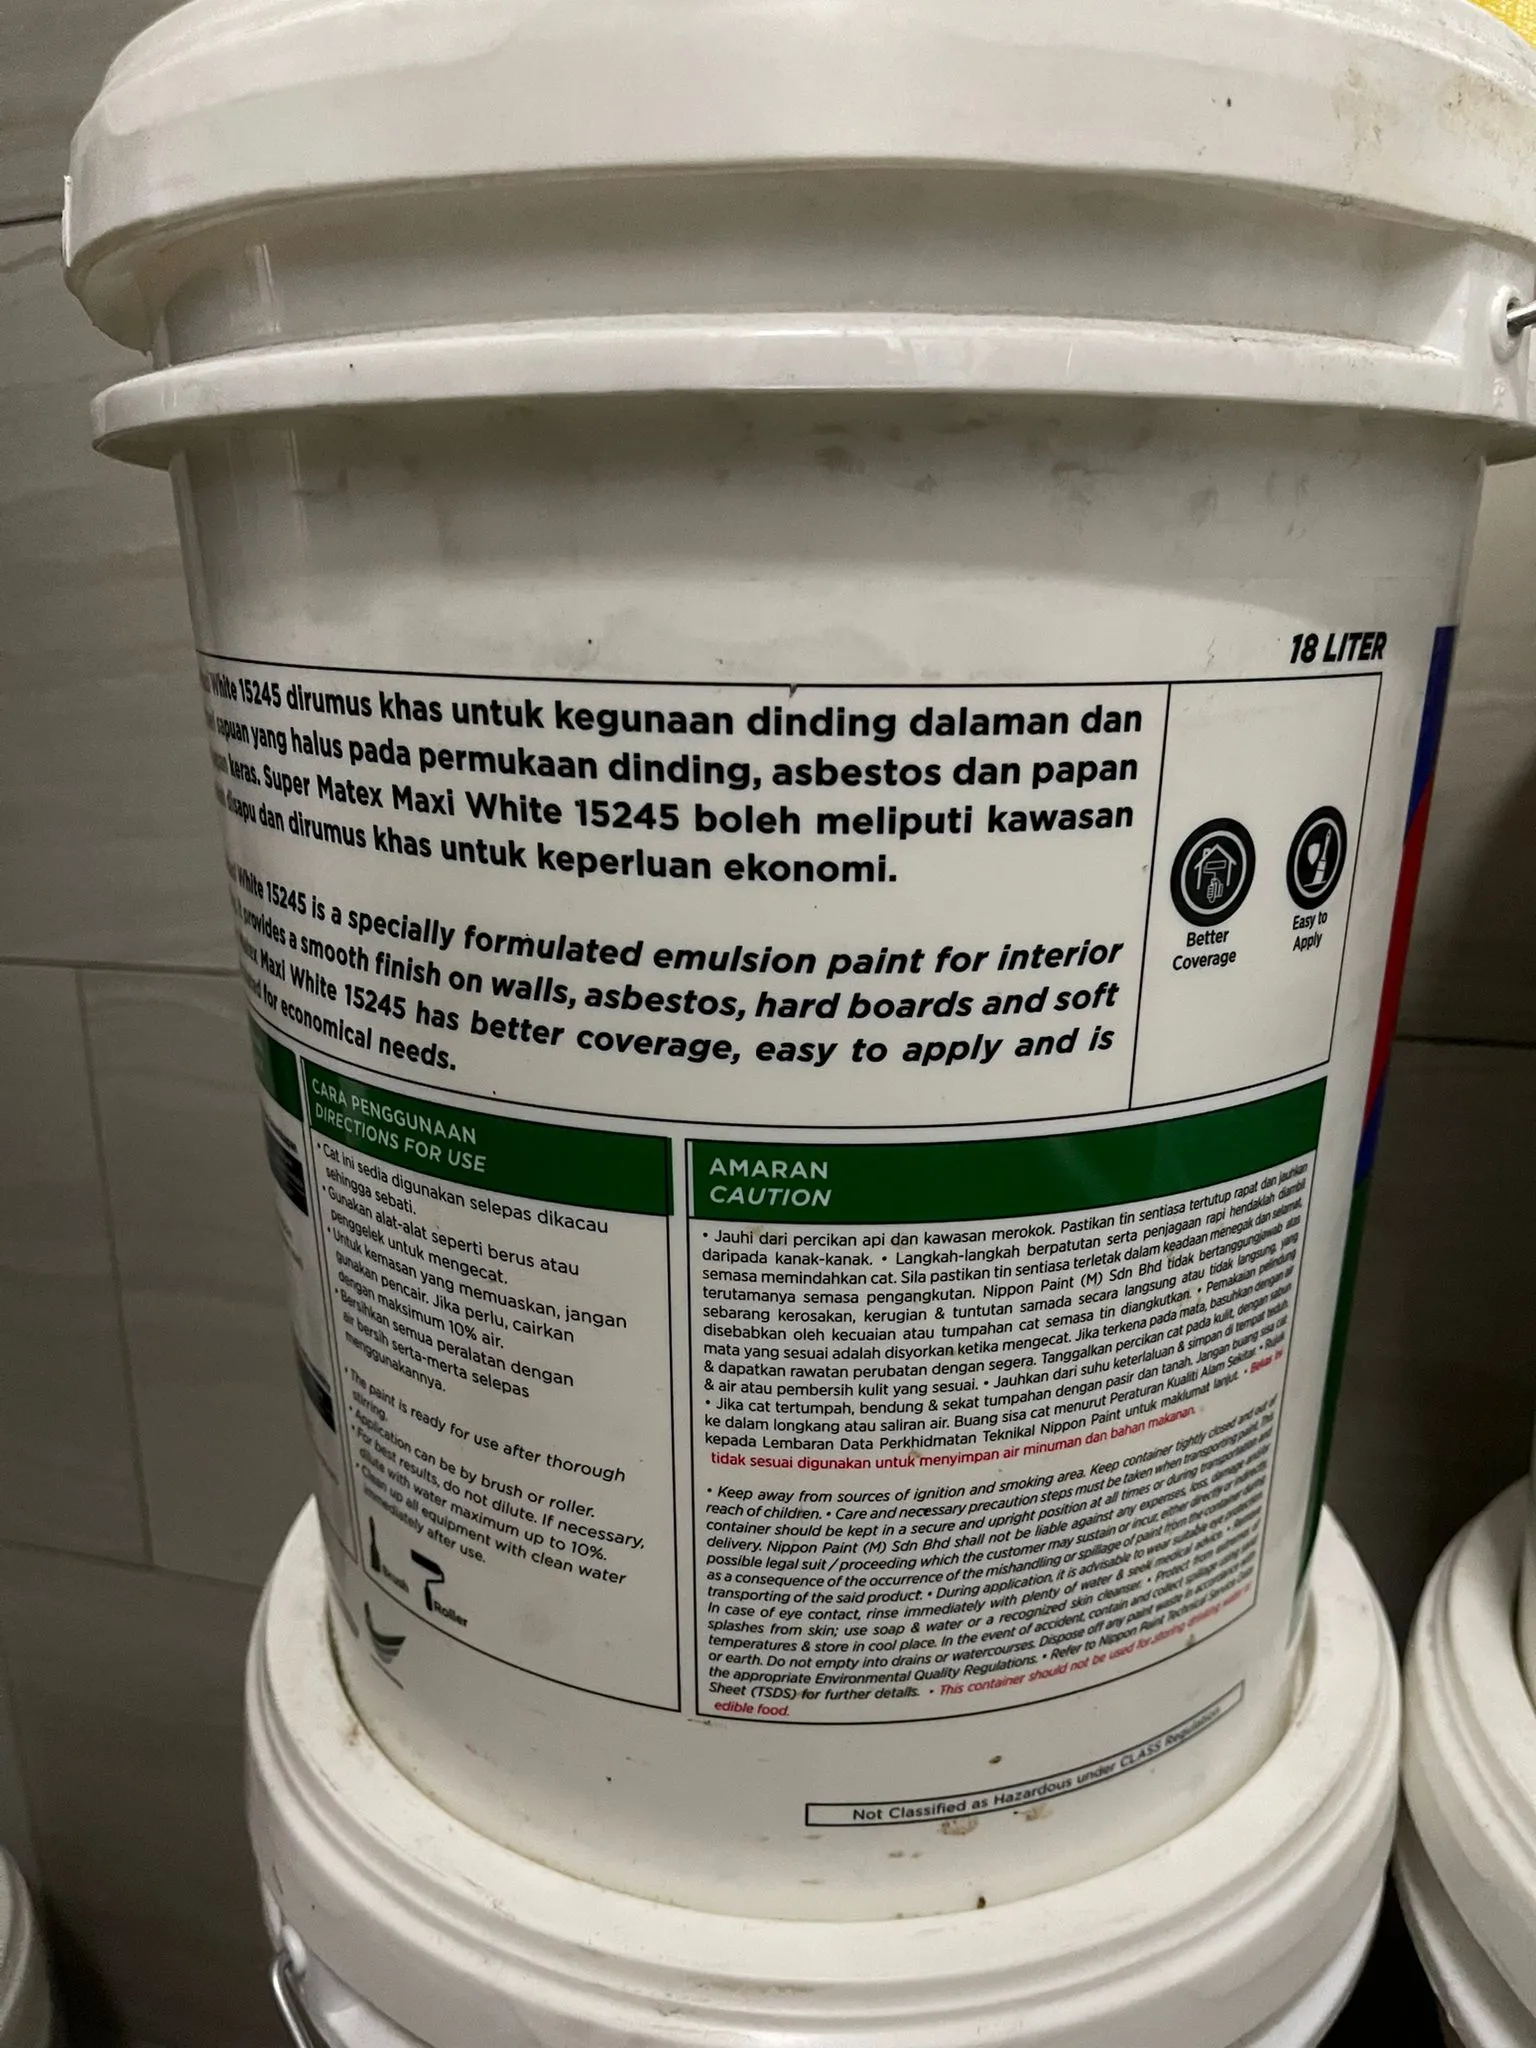 18 LITER
White 15245 dirumus khas untuk kegunaan dinding dalaman dan
sapuan yang halus pada permukaan dinding, asbestos dan papan
keras. Super Matex Maxi White 15245 boleh meliputi kawasan
disapu dan dirumus khas untuk keperluan ekonomi.
White 15245 is a specially formulated emulsion paint for interior
provides a smooth finish on walls, asbestos, hard boards and soft
Maxi White 15245 has better coverage, easy to apply and is
for economical needs.
Better
Coverage
Easy to
Apply
CARA PENGGUNAAN
DIRECTIONS FOR USE
• Cat ini sedia digunakan selepas dikacau
sehingga sebati.
• Gunakan alat-alat seperti berus atau
penggelek untuk mengecat.
• Untuk kemasan yang memuaskan, jangan
gunakan pencair. Jika perlu, cairkan
dengan maksimum 10% air.
• Bersihkan semua peralatan dengan
air bersih serta-merta selepas
menggunakannya.
• The paint is ready for use after thorough
stirring.
• Application can be by brush or roller.
• For best results, do not dilute. If necessary,
dilute with water maximum up to 10%.
• Clean up all equipment with clean water
immediately after use.
Brush
Roller
AMARAN
CAUTION
• Jauhi dari percikan api dan kawasan merokok. Pastikan tin sentiasa tertutup rapat dan jauhkan
daripada kanak-kanak. • Langkah-langkah berpatutan serta penjagaan rapi hendaklah diambil
semasa memindahkan cat. Sila pastikan tin sentiasa terletak dalam keadaan menegak dan selamat,
terutamanya semasa pengangkutan. Nippon Paint (M) Sdn Bhd tidak bertanggungjawab atas
sebarang kerosakan, kerugian & tuntutan samada secara langsung atau tidak langsung, yang
disebabkan oleh kecuaian atau tumpahan cat semasa tin diangkutkan. • Pemakaian pelindung
mata yang sesuai adalah disyorkan ketika mengecat. Jika terkena pada mata, basuhkan dengan air
& dapatkan rawatan perubatan dengan segera. Tanggalkan percikan cat pada kulit, dengan sabun
& air atau pembersih kulit yang sesuai. • Jauhkan dari suhu keterlaluan & simpan di tempat teduh.
• Jika cat tertumpah, bendung & sekat tumpahan dengan pasir dan tanah. Jangan buang sisa cat
ke dalam longkang atau saliran air. Buang sisa cat menurut Peraturan Kualiti Alam Sekitar. • Rujuk
kepada Lembaran Data Perkhidmatan Teknikal Nippon Paint untuk maklumat lanjut. • Bekas ini
tidak sesuai digunakan untuk menyimpan air minuman dan bahan makanan.
• Keep away from sources of ignition and smoking area. Keep container tightly closed and out of
reach of children. • Care and necessary precaution steps must be taken when transporting paint. This
container should be kept in a secure and upright position at all times or during transportation and
delivery. Nippon Paint (M) Sdn Bhd shall not be liable against any expenses, loss, damage and/or
possible legal suit / proceeding which the customer may sustain or incur, either directly or indirectly,
as a consequence of the occurrence of the mishandling or spillage of paint from the container during
transporting of the said product. • During application, it is advisable to wear suitable eye protection.
In case of eye contact, rinse immediately with plenty of water & seek medical advice. • Remove
splashes from skin; use soap & water or a recognized skin cleanser. • Protect from extremes of
temperatures & store in cool place. In the event of accident, contain and collect spillage using sand
or earth. Do not empty into drains or watercourses. Dispose off any paint waste in accordance with
the appropriate Environmental Quality Regulations. • Refer to Nippon Paint Technical Service Data
Sheet (TSDS) for further details. • This container should not be used for storing drinking water or
edible food.
Not Classified as Hazardous under CLASS Regulation